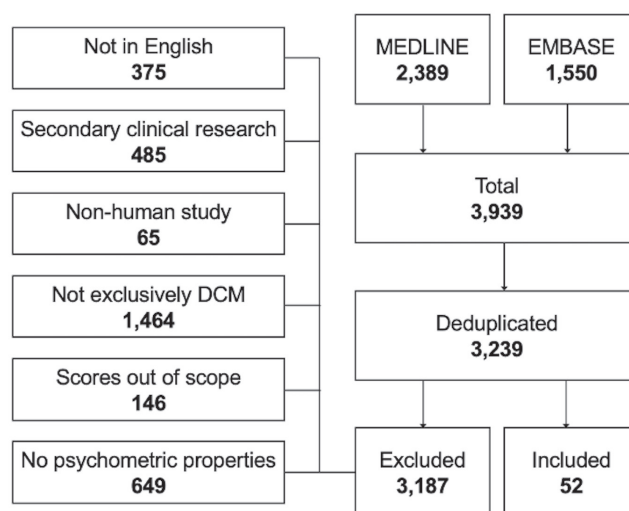 Not in English
375
Secondary clinical research
485
Non-human study
65
Not exclusively DCM
1,464
Scores out of scope
146
No psychometric properties
649
MEDLINE
2,389
EMBASE
1,550
Total
3,939
Deduplicated
3,239
Excluded
3,187
Included
52